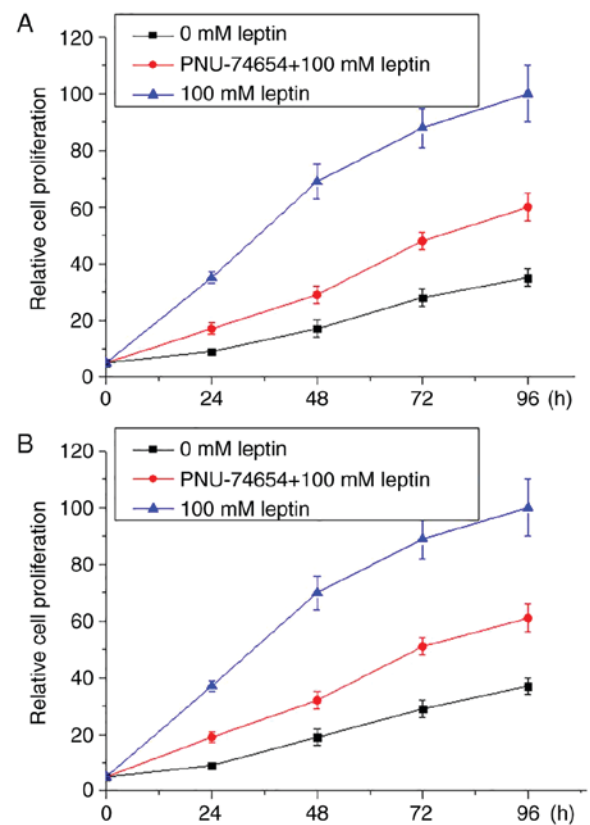 A
120
100
80
60
40
20
0
Relative cell proliferation
0 mM leptin
PNU-74654+100 mM leptin
100 mM leptin
0 24 48 72 96 (h)
B
120
100
80
60
40
20
0
Relative cell proliferation
0 mM leptin
PNU-74654+100 mM leptin
100 mM leptin
0 24 48 72 96 (h)